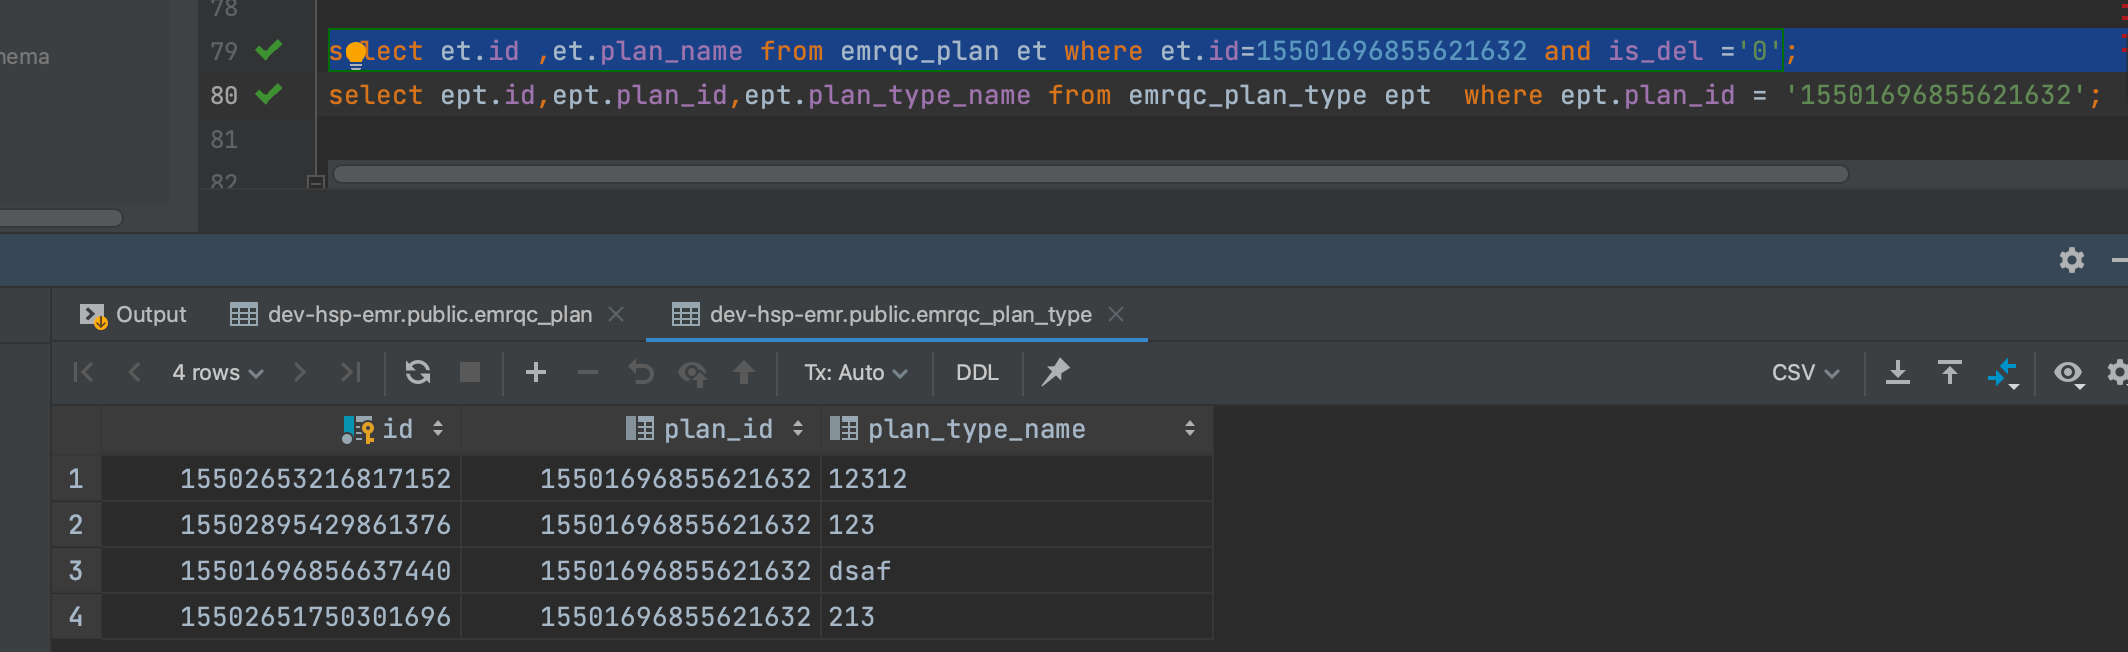 78
79 select et.id ,et.plan_name from emrqc_plan et where et.id=15501696855621632 and is_del ='0';
nema
80 select ept.id,ept.plan_id,ept.plan_type_name from emrqc_plan_type ept where ept.plan_id = '15501696855621632';
81
82
Output dev-hsp-emr.public.emrqc_plan dev-hsp-emr.public.emrqc_plan_type
4 rows Tx: Auto DDL CSV
id plan_id plan_type_name
1 15502653216817152 15501696855621632 12312
2 15502895429861376 15501696855621632 123
3 15501696856637440 15501696855621632 dsaf
4 15502651750301696 15501696855621632 213